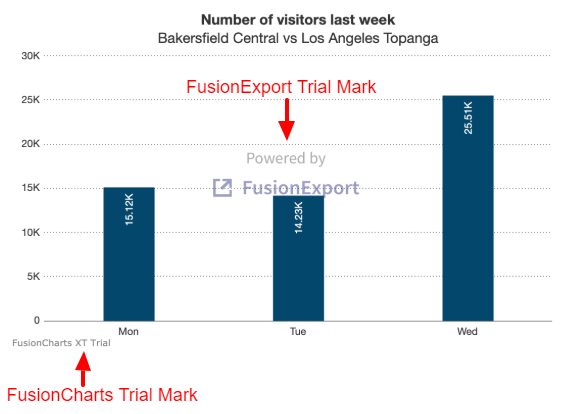 Number of visitors last week
Bakersfield Central vs Los Angeles Topanga
30K
FusionExport Trial Mark
25K
25.51K
20K
Powered by
FusionExport
15K
15.12K
14.23K
10K
5K
0
Mon
Tue
Wed
FusionCharts XT Trial
FusionCharts Trial Mark